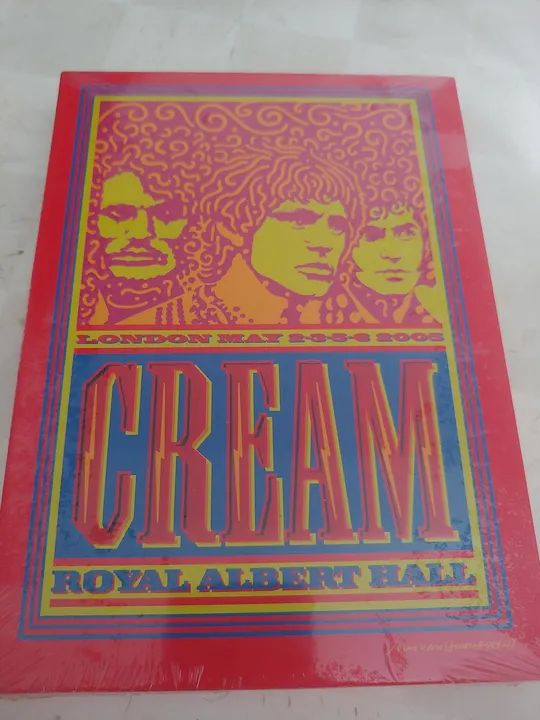 LONDON MAY 2-3-5-6 2005
CREAM
ROYAL ALBERT HALL